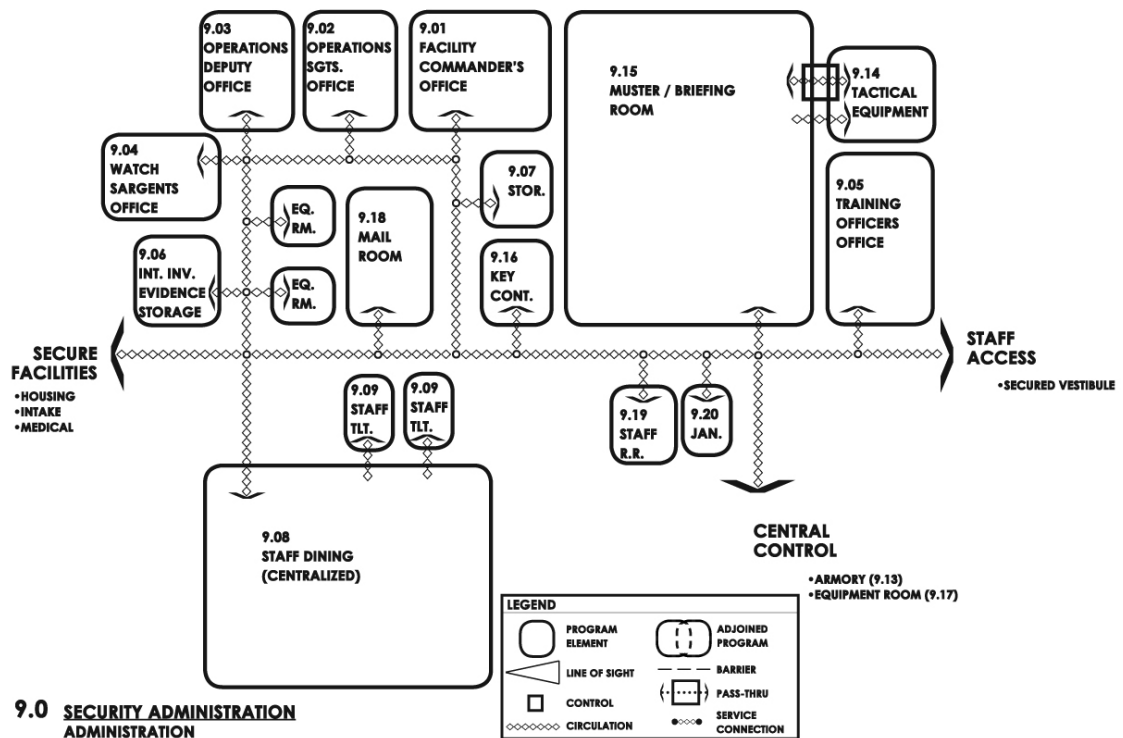 9.03
OPERATIONS
DEPUTY
OFFICE
9.02
OPERATIONS
SGTS.
OFFICE
9.01
FACILITY
COMMANDER'S
OFFICE
9.15
MUSTER / BRIEFING
ROOM
9.14
TACTICAL
EQUIPMENT
9.04
WATCH
SARGENTS
OFFICE
9.07
STOR.
9.05
TRAINING
OFFICERS
OFFICE
EQ.
RM.
9.18
MAIL
ROOM
9.06
INT. INV.
EVIDENCE
STORAGE
EQ.
RM.
9.16
KEY
CONT.
SECURE
FACILITIES
•HOUSING
•INTAKE
•MEDICAL
STAFF
ACCESS
•SECURED VESTIBULE
9.09
STAFF
TLT.
9.09
STAFF
TLT.
9.19
STAFF
R.R.
9.20
JAN.
9.08
STAFF DINING
(CENTRALIZED)
CENTRAL
CONTROL
•ARMORY (9.13)
•EQUIPMENT ROOM (9.17)
LEGEND
PROGRAM
ELEMENT
ADJOINED
PROGRAM
LINE OF SIGHT
BARRIER
CONTROL
PASS-THRU
CIRCULATION
SERVICE
CONNECTION
9.0 SECURITY ADMINISTRATION
ADMINISTRATION